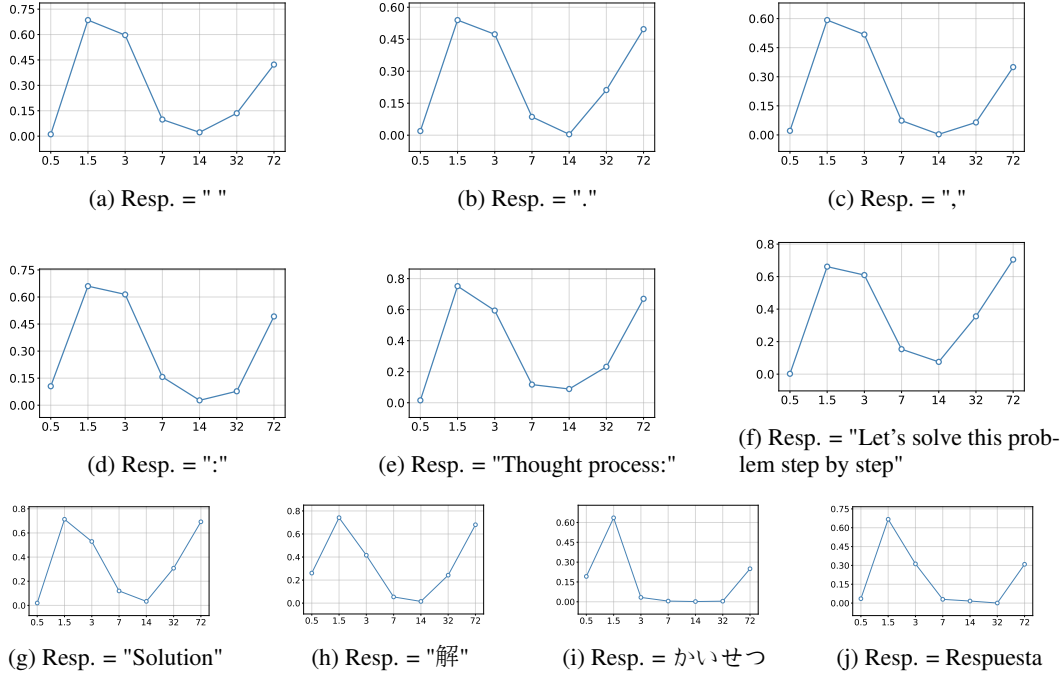 0.75
0.60
0.45
0.30
0.15
0.00
0.5 1.5 3 7 14 32 72
(a) Resp. = " "
0.60
0.45
0.30
0.15
0.00
0.5 1.5 3 7 14 32 72
(b) Resp. = "."
0.60
0.45
0.30
0.15
0.00
0.5 1.5 3 7 14 32 72
(c) Resp. = ","
0.75
0.60
0.45
0.30
0.15
0.00
0.5 1.5 3 7 14 32 72
(d) Resp. = ":"
0.8
0.6
0.4
0.2
0.0
0.5 1.5 3 7 14 32 72
(e) Resp. = "Thought process:"
0.8
0.6
0.4
0.2
0.0
0.5 1.5 3 7 14 32 72
(f) Resp. = "Let's solve this prob-
lem step by step"
0.8
0.6
0.4
0.2
0.0
0.5 1.5 3 7 14 32 72
(g) Resp. = "Solution"
0.8
0.6
0.4
0.2
0.0
0.5 1.5 3 7 14 32 72
(h) Resp. = "解"
0.60
0.45
0.30
0.15
0.00
0.5 1.5 3 7 14 32 72
(i) Resp. = かいせつ
0.75
0.60
0.45
0.30
0.15
0.00
0.5 1.5 3 7 14 32 72
(j) Resp. = Respuesta